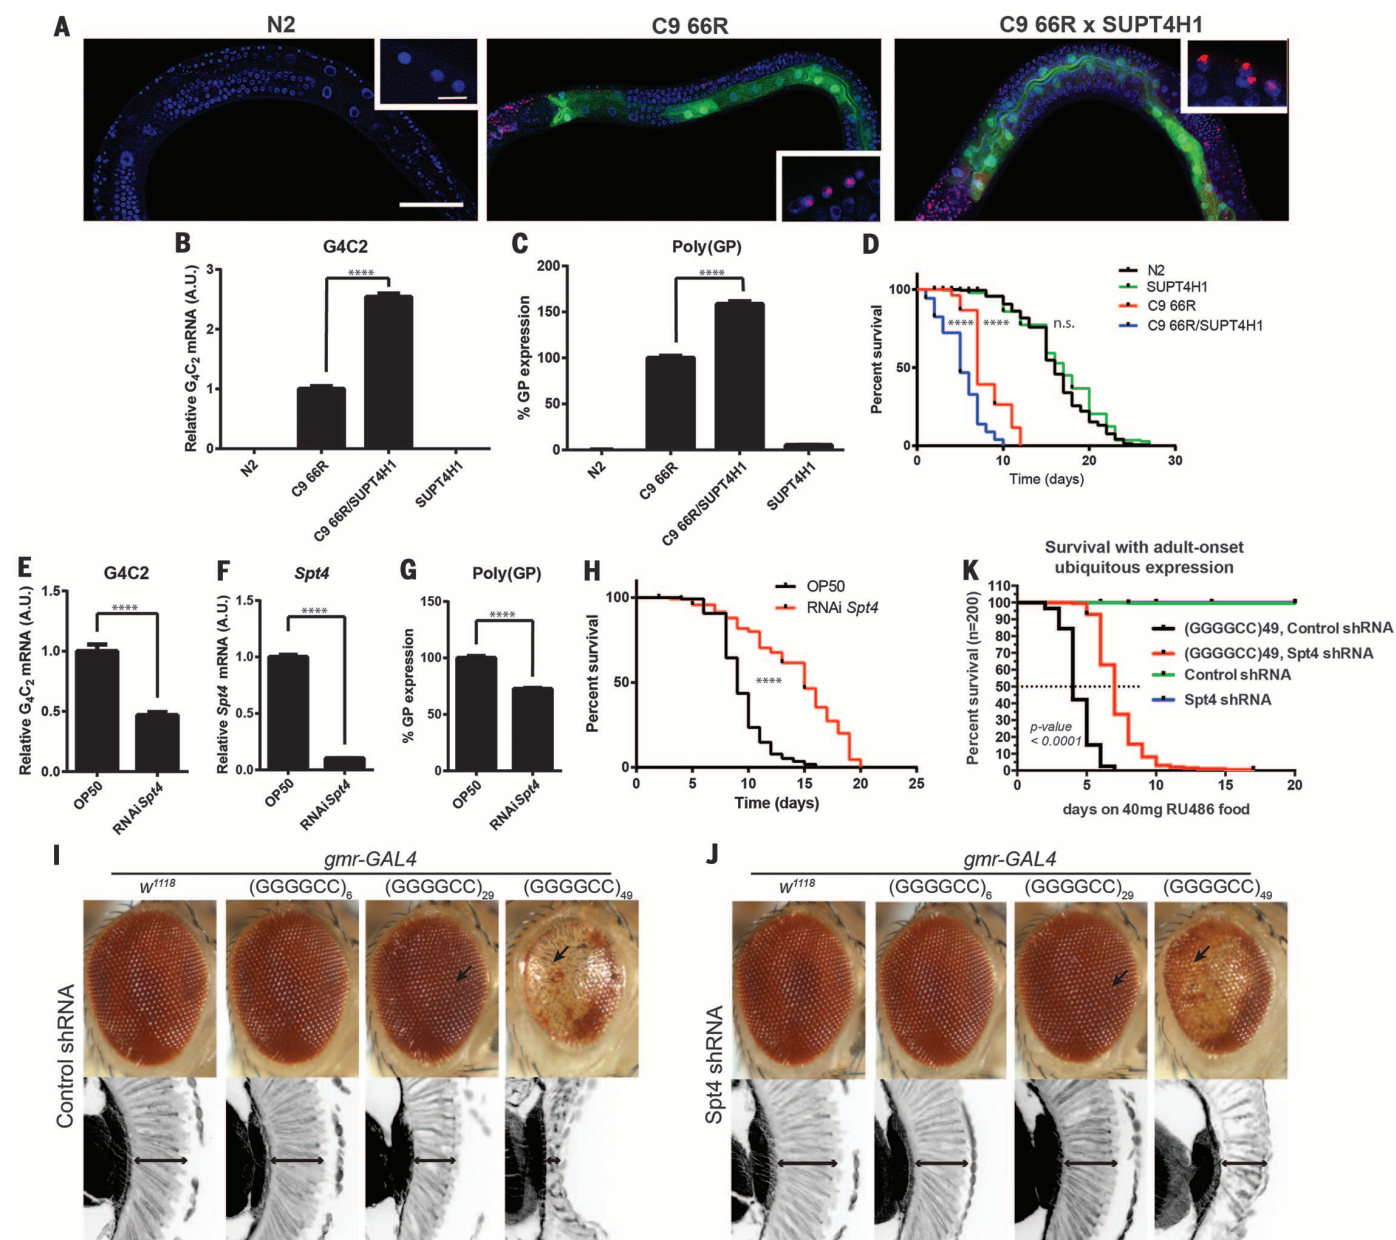 A
N2
C9 66R
C9 66R x SUPT4H1
B
G4C2
Relative G4C2 mRNA (A.U.)
3
2
1
0
****
N2
C9 66R
C9 66R/SUPT4H1
SUPT4H1
C
Poly(GP)
% GP expression
200
150
100
50
0
****
N2
C9 66R
C9 66R/SUPT4H1
SUPT4H1
D
Percent survival
100
50
0
**** **** n.s.
N2
SUPT4H1
C9 66R
C9 66R/SUPT4H1
0 10 20 30
Time (days)
E
G4C2
Relative G4C2 mRNA (A.U.)
1.5
1.0
0.5
0.0
****
OP50
RNAi Spt4
F
Spt4
Relative Spt4 mRNA (A.U.)
1.5
1.0
0.5
0.0
****
OP50
RNAi Spt4
G
Poly(GP)
% GP expression
150
100
50
0
****
OP50
RNAi Spt4
H
Percent survival
100
50
0
OP50
RNAi Spt4
****
0 5 10 15 20 25
Time (days)
K
Survival with adult-onset
ubiquitous expression
Percent survival (n=200)
110
100
90
80
70
60
50
40
30
20
10
0
(GGGGCC)49, Control shRNA
(GGGGCC)49, Spt4 shRNA
Control shRNA
Spt4 shRNA
p-value
< 0.0001
0 5 10 15 20
days on 40mg RU486 food
I
gmr-GAL4
w1118 (GGGGCC)6 (GGGGCC)29 (GGGGCC)49
Control shRNA
J
gmr-GAL4
w1118 (GGGGCC)6 (GGGGCC)29 (GGGGCC)49
Spt4 shRNA